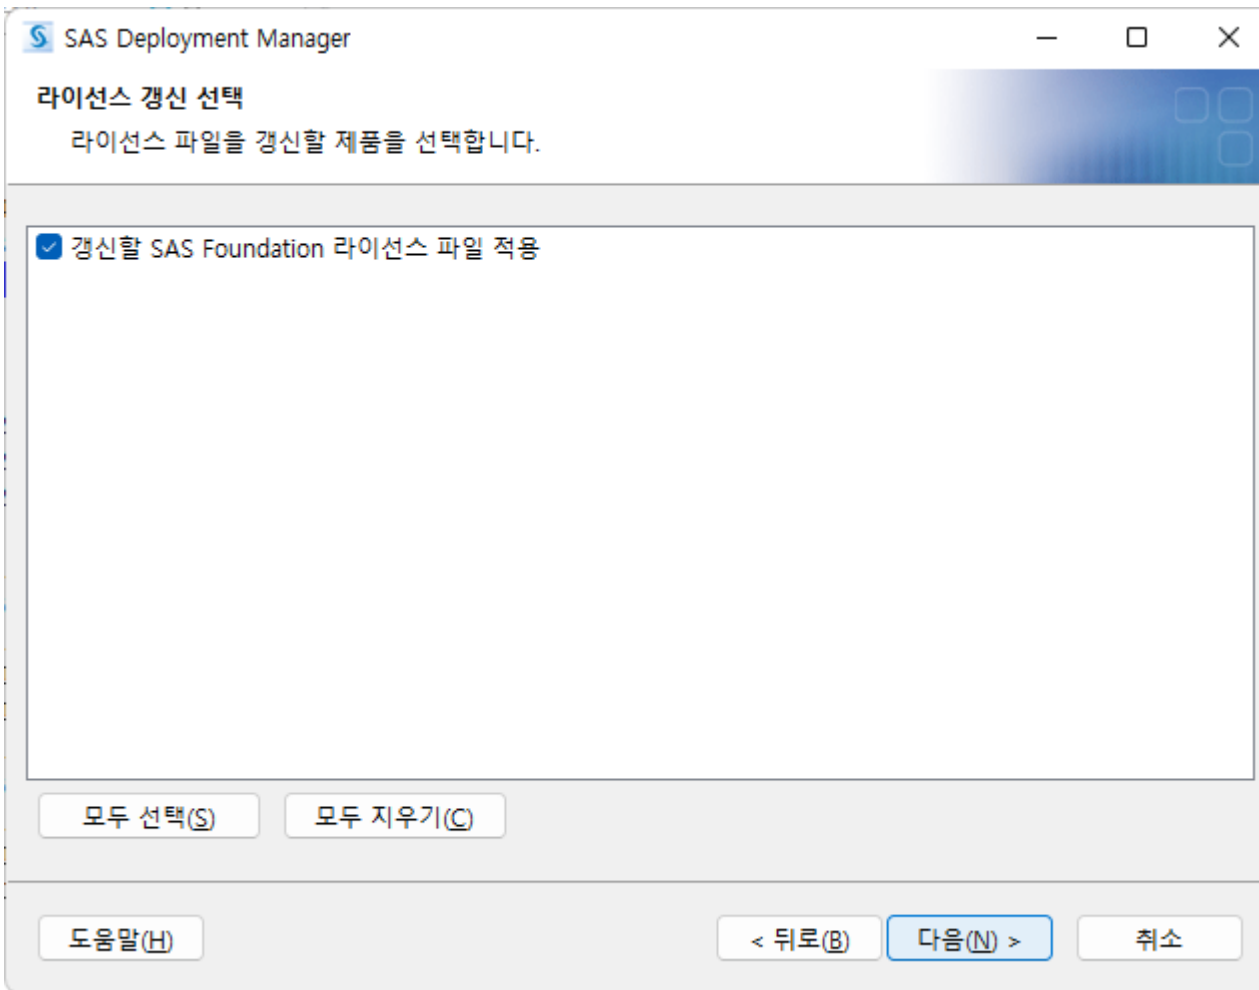 SAS Deployment Manager
라이선스 갱신 선택
라이선스 파일을 갱신할 제품을 선택합니다.
갱신할 SAS Foundation 라이선스 파일 적용
모두 선택(S) 모두 지우기(C)
도움말(H) < 뒤로(B) 다음(N) > 취소